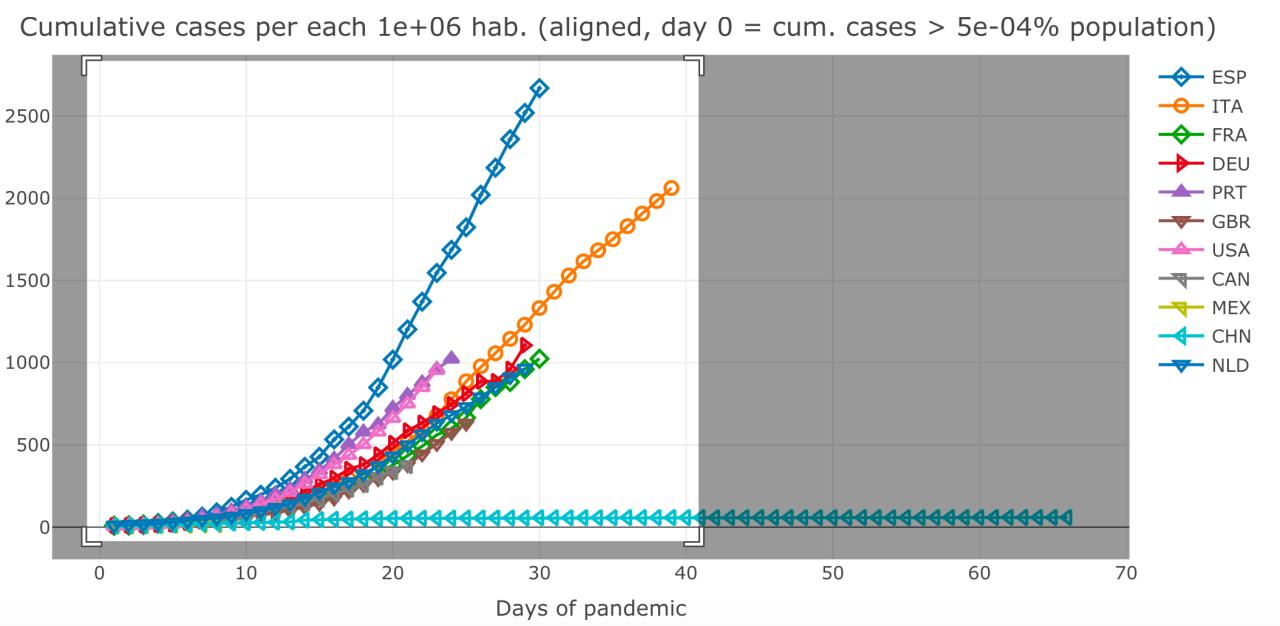 Cumulative cases per each 1e+06 hab. (aligned, day 0 = cum. cases > 5e-04% population)
2500
2000
1500
1000
500
0
0 10 20 30 40 50 60 70
Days of pandemic
ESP
ITA
FRA
DEU
PRT
GBR
USA
CAN
MEX
CHN
NLD